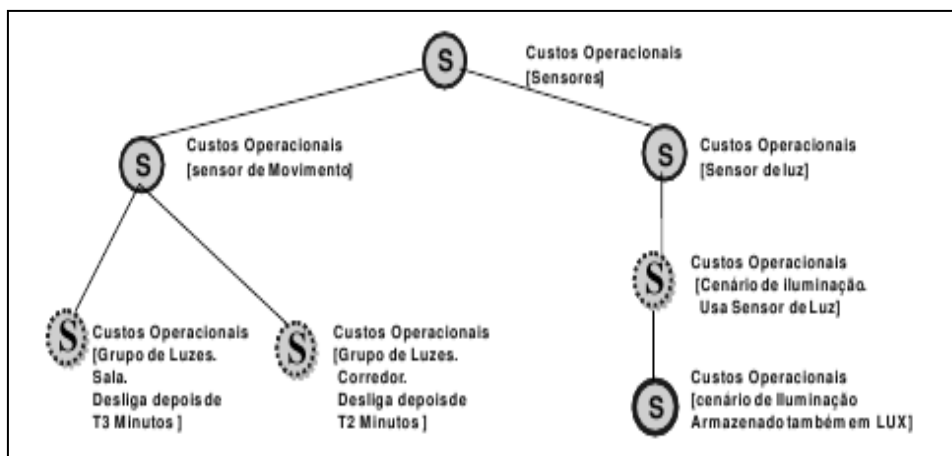 S
Custos Operacionais
[Sensores]
S
Custos Operacionais
[sensor de Movimento]
S
Custos Operacionais
[Sensor de luz]
S
Custos Operacionais
[Cenário de iluminação.
Usa Sensor de Luz]
S
Custos Operacionais
[Grupo de Luzes.
Sala.
Desliga depois de
T3 Minutos ]
S
Custos Operacionais
[Grupo de Luzes.
Corredor.
Desliga depois de
T2 Minutos ]
S
Custos Operacionais
[cenário de Iluminação
Armazenado também em LUX]